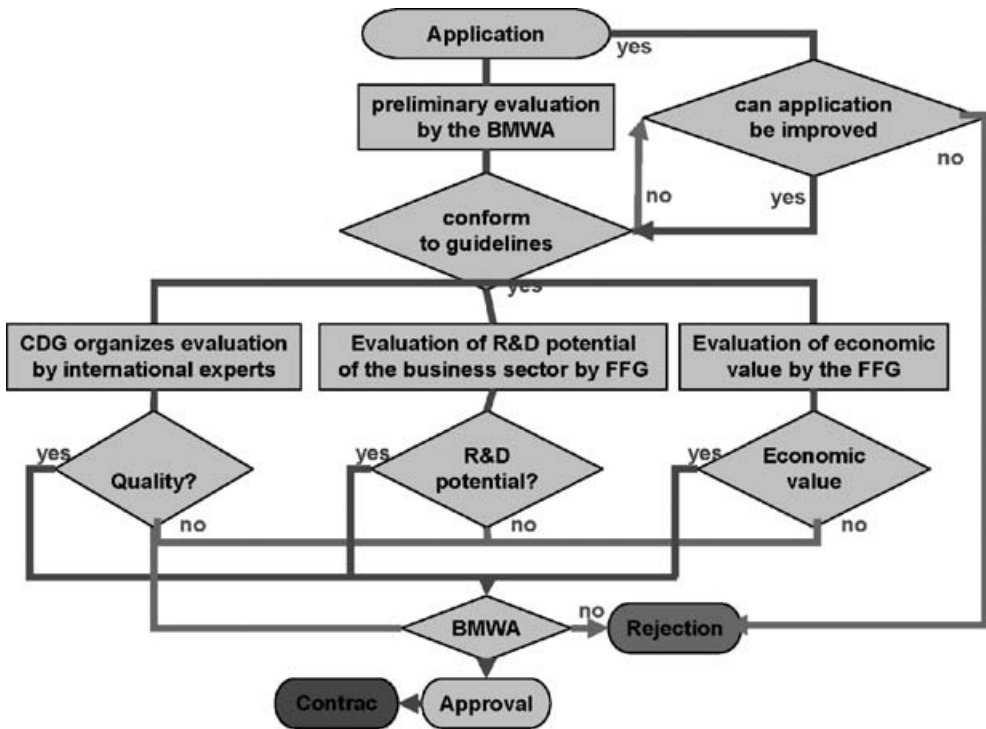 Application
yes
preliminary evaluation
by the BMWA
can application
be improved
no
no
yes
conform
to guidelines
yes
CDG organizes evaluation
by international experts
Evaluation of R&D potential
of the business sector by FFG
Evaluation of economic
value by the FFG
yes
Quality?
no
yes
R&D
potential?
no
yes
Economic
value
no
BMWA
no
Rejection
Contrac
Approval